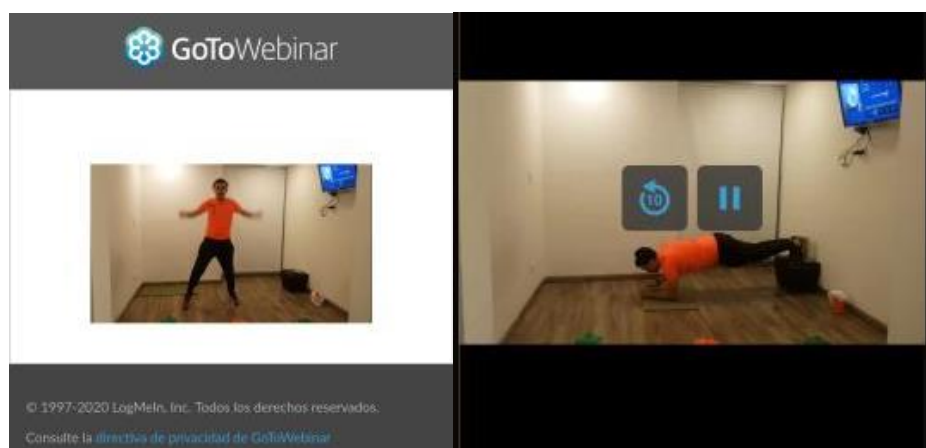 GoToWebinar
10
© 1997-2020 LogMeIn, Inc. Todos los derechos reservados.
Consulte la directiva de privacidad de GoToWebinar